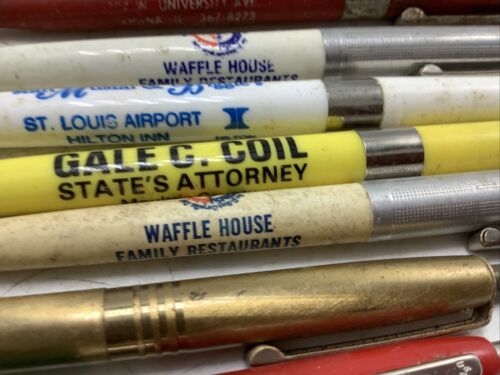 UNIVERSITY AVE
367-8273
WAFFLE HOUSE
FAMILY RESTAURANTS
ST. LOUIS AIRPORT
HILTON INN
HILTON
GALE C. COIL
STATE'S ATTORNEY
WAFFLE HOUSE
FAMILY RESTAURANTS